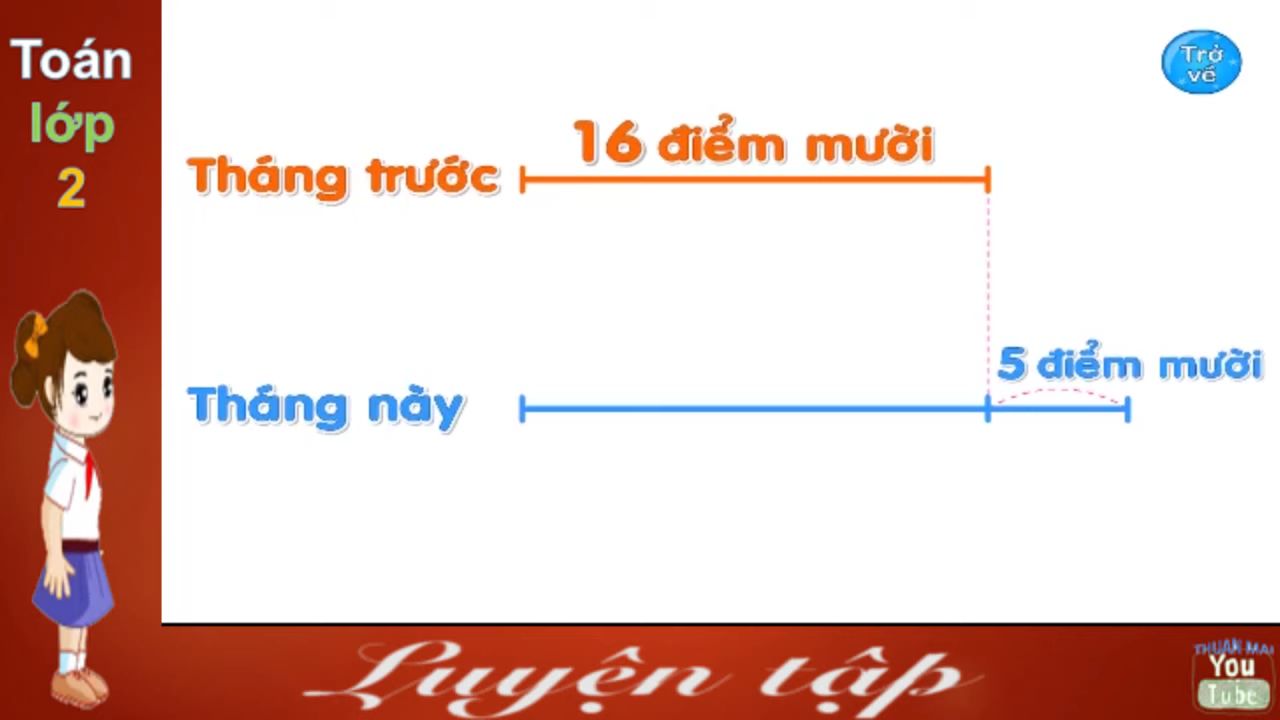 Toán
lớp
2
Trở
về
16 điểm mười
Tháng trước
5 điểm mười
Tháng này
Luyện tập
THUẬN MAI
You
Tube